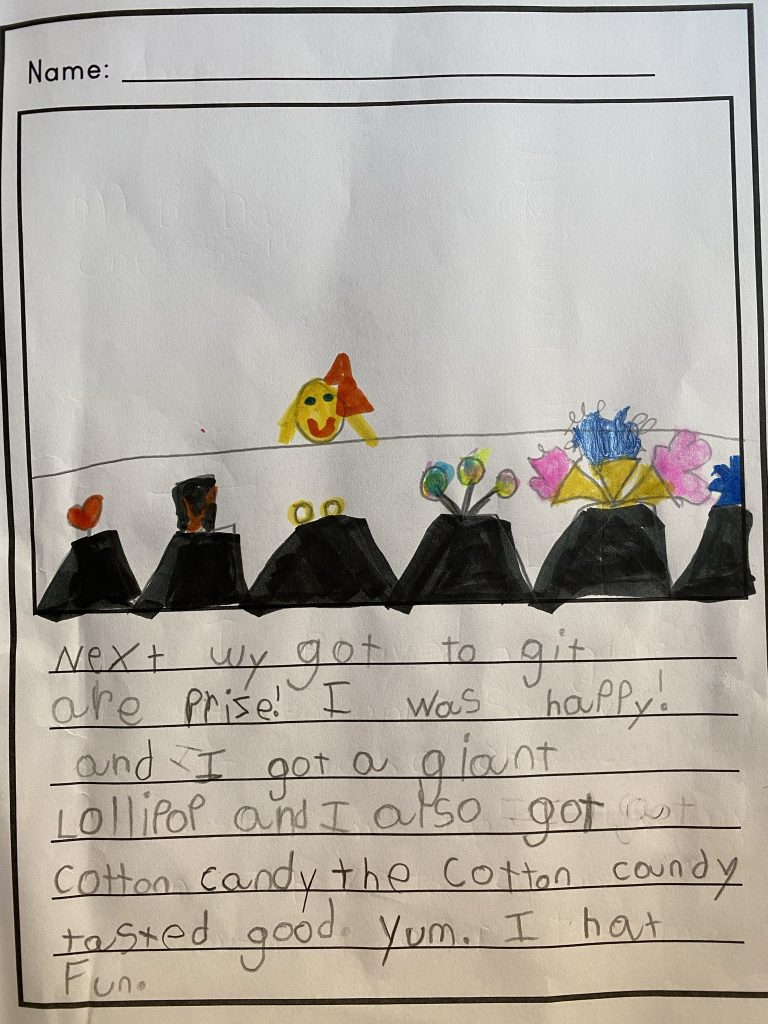 Name:
Next wy got to git
are prise! I was happy!
and I got a giant
Lollipop and I also got
cotton candy the cotton coundy
tasted good. yum. I hat
Fun.